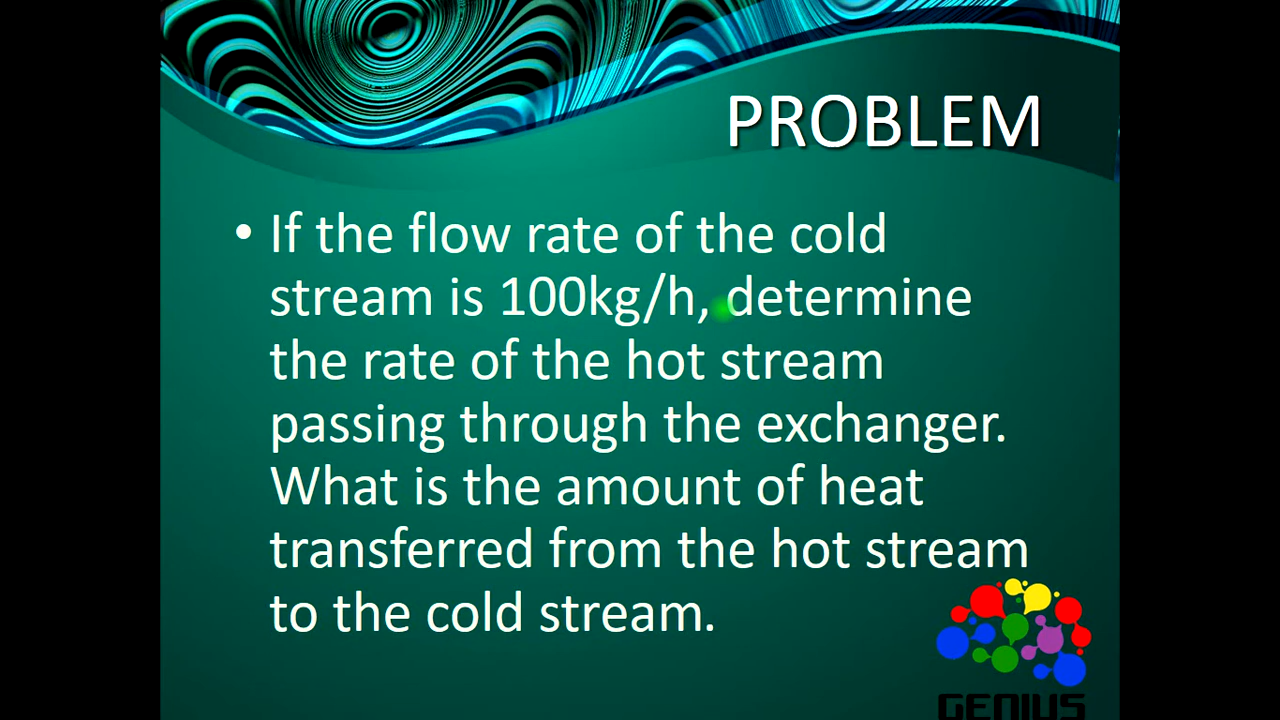 PROBLEM
• If the flow rate of the cold
stream is 100kg/h, determine
the rate of the hot stream
passing through the exchanger.
What is the amount of heat
transferred from the hot stream
to the cold stream.
GENIUS